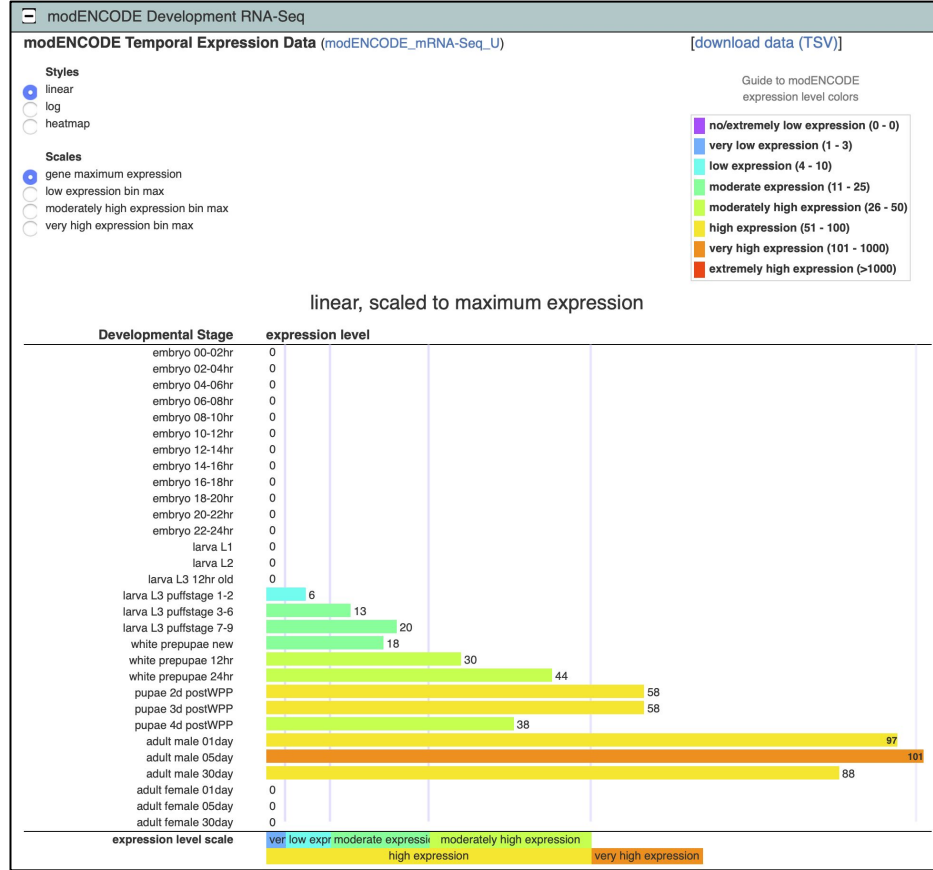 modENCODE Development RNA-Seq
modENCODE Temporal Expression Data (modENCODE_mRNA-Seq_U) [download data (TSV)]
Styles
linear
log
heatmap
Scales
gene maximum expression
low expression bin max
moderately high expression bin max
very high expression bin max
Guide to modENCODE
expression level colors
no/extremely low expression (0 - 0)
very low expression (1 - 3)
low expression (4 - 10)
moderate expression (11 - 25)
moderately high expression (26 - 50)
high expression (51 - 100)
very high expression (101 - 1000)
extremely high expression (>1000)
linear, scaled to maximum expression
Developmental Stage expression level
embryo 00-02hr 0
embryo 02-04hr 0
embryo 04-06hr 0
embryo 06-08hr 0
embryo 08-10hr 0
embryo 10-12hr 0
embryo 12-14hr 0
embryo 14-16hr 0
embryo 16-18hr 0
embryo 18-20hr 0
embryo 20-22hr 0
embryo 22-24hr 0
larva L1 0
larva L2 0
larva L3 12hr old 0
larva L3 puffstage 1-2 6
larva L3 puffstage 3-6 13
larva L3 puffstage 7-9 20
white prepupae new 18
white prepupae 12hr 30
white prepupae 24hr 44
pupae 2d postWPP 58
pupae 3d postWPP 58
pupae 4d postWPP 38
adult male 01day 97
adult male 05day 101
adult male 30day 88
adult female 01day 0
adult female 05day 0
adult female 30day 0
expression level scale ver low expr moderate expressi moderately high expression
high expression very high expression